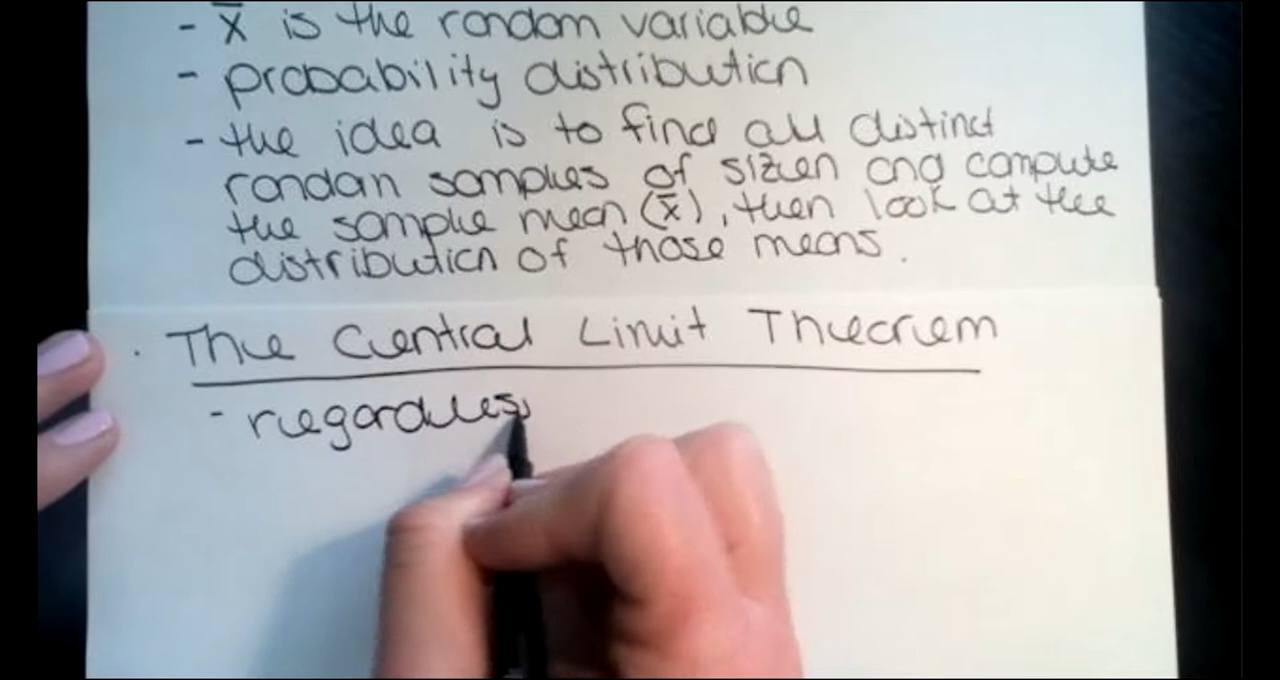 - x̄ is the random variable
- probability distribution
- the idea is to find all distinct
random samples of size n and compute
the sample mean (x̄), then look at the
distribution of those means.
· The Central Limit Theorem
- regardless